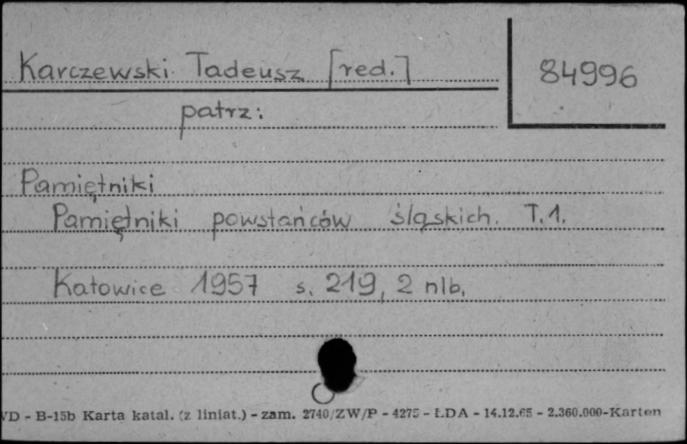 Karczewski Tadeusz [red.]
84996
patrz:
Pamiętniki
Pamiętniki powstańców śląskich. T.1.
Katowice 1957 s. 219, 2 nlb.
VD - B-15b Karta katal. (z liniat.) - zam. 2740/ZW/P - 4275 - ŁDA - 14.12.65 - 2.360.000-Karten